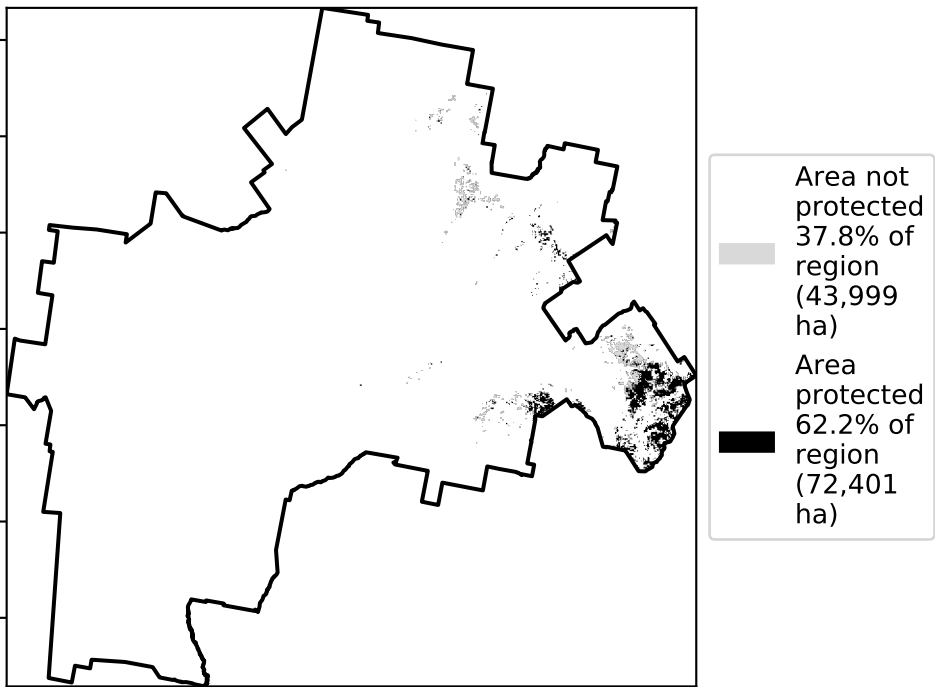 Area not
protected
37.8% of
region
(43,999
ha)
Area
protected
62.2% of
region
(72,401
ha)